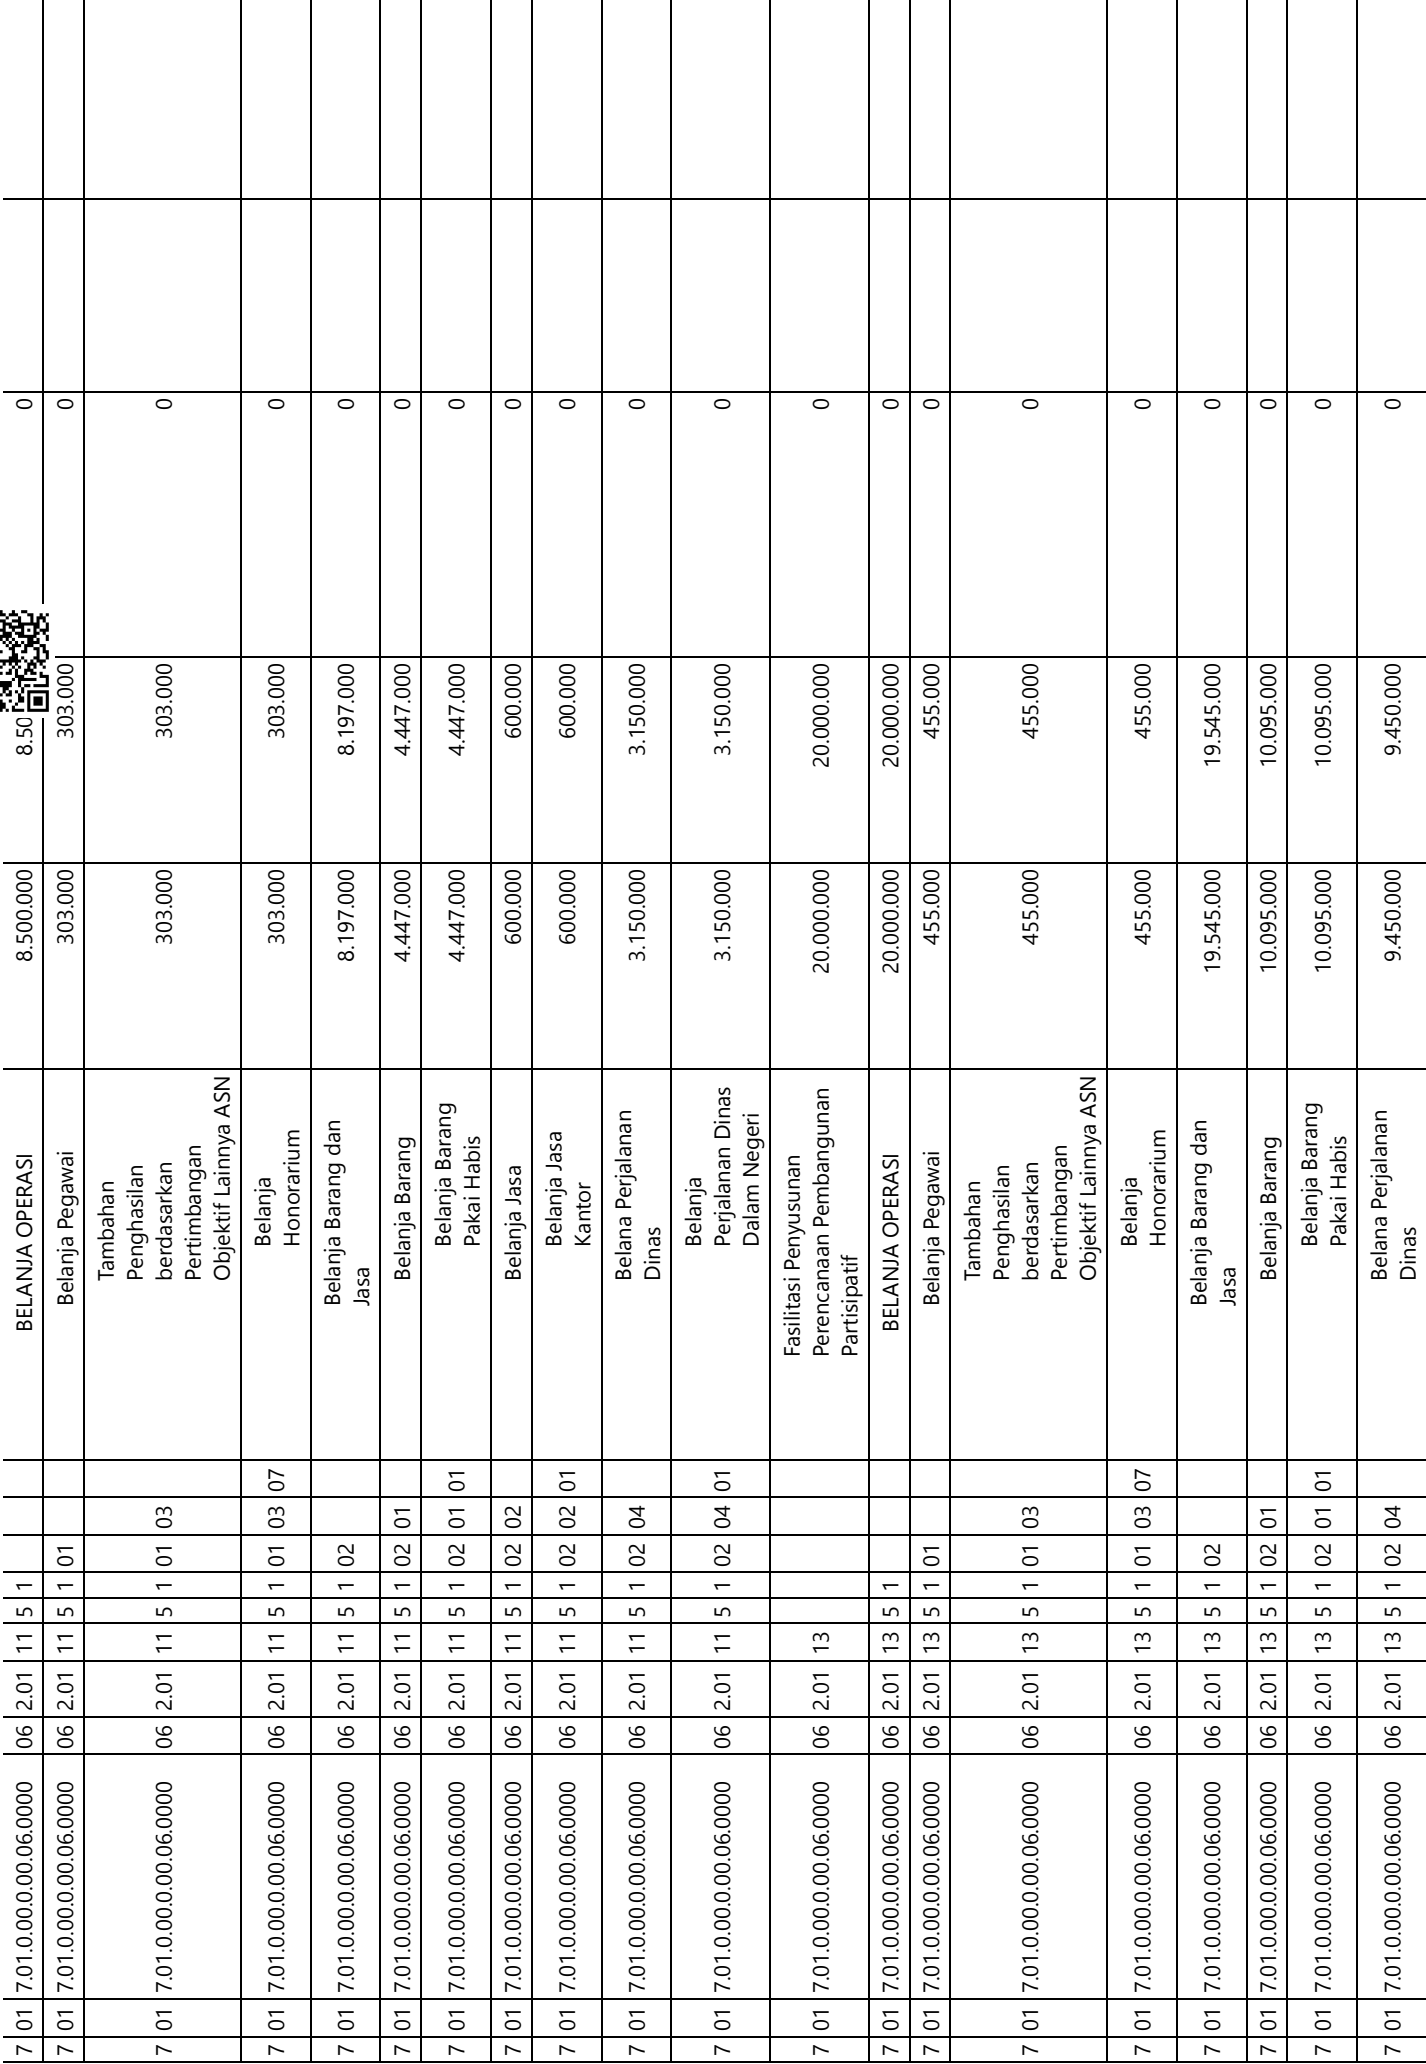 7 01 7.01.0.00.0.00.06.0000 06 2.01 11 5 1 BELANJA OPERASI 8.500.000 8.50 0
7 01 7.01.0.00.0.00.06.0000 06 2.01 11 5 1 01 Belanja Pegawai 303.000 303.000 0
7 01 7.01.0.00.0.00.06.0000 06 2.01 11 5 1 01 03 Tambahan
Penghasilan
berdasarkan
Pertimbangan
Objektif Lainnya ASN 303.000 303.000 0
7 01 7.01.0.00.0.00.06.0000 06 2.01 11 5 1 01 03 07 Belanja
Honorarium 303.000 303.000 0
7 01 7.01.0.00.0.00.06.0000 06 2.01 11 5 1 02 Belanja Barang dan
Jasa 8.197.000 8.197.000 0
7 01 7.01.0.00.0.00.06.0000 06 2.01 11 5 1 02 01 Belanja Barang 4.447.000 4.447.000 0
7 01 7.01.0.00.0.00.06.0000 06 2.01 11 5 1 02 01 01 Belanja Barang
Pakai Habis 4.447.000 4.447.000 0
7 01 7.01.0.00.0.00.06.0000 06 2.01 11 5 1 02 02 Belanja Jasa 600.000 600.000 0
7 01 7.01.0.00.0.00.06.0000 06 2.01 11 5 1 02 02 01 Belanja Jasa
Kantor 600.000 600.000 0
7 01 7.01.0.00.0.00.06.0000 06 2.01 11 5 1 02 04 Belana Perjalanan
Dinas 3.150.000 3.150.000 0
7 01 7.01.0.00.0.00.06.0000 06 2.01 11 5 1 02 04 01 Belanja
Perjalanan Dinas
Dalam Negeri 3.150.000 3.150.000 0
7 01 7.01.0.00.0.00.06.0000 06 2.01 13 Fasilitasi Penyusunan
Perencanaan Pembangunan
Partisipatif 20.000.000 20.000.000 0
7 01 7.01.0.00.0.00.06.0000 06 2.01 13 5 1 BELANJA OPERASI 20.000.000 20.000.000 0
7 01 7.01.0.00.0.00.06.0000 06 2.01 13 5 1 01 Belanja Pegawai 455.000 455.000 0
7 01 7.01.0.00.0.00.06.0000 06 2.01 13 5 1 01 03 Tambahan
Penghasilan
berdasarkan
Pertimbangan
Objektif Lainnya ASN 455.000 455.000 0
7 01 7.01.0.00.0.00.06.0000 06 2.01 13 5 1 01 03 07 Belanja
Honorarium 455.000 455.000 0
7 01 7.01.0.00.0.00.06.0000 06 2.01 13 5 1 02 Belanja Barang dan
Jasa 19.545.000 19.545.000 0
7 01 7.01.0.00.0.00.06.0000 06 2.01 13 5 1 02 01 Belanja Barang 10.095.000 10.095.000 0
7 01 7.01.0.00.0.00.06.0000 06 2.01 13 5 1 02 01 01 Belanja Barang
Pakai Habis 10.095.000 10.095.000 0
7 01 7.01.0.00.0.00.06.0000 06 2.01 13 5 1 02 04 Belana Perjalanan
Dinas 9.450.000 9.450.000 0